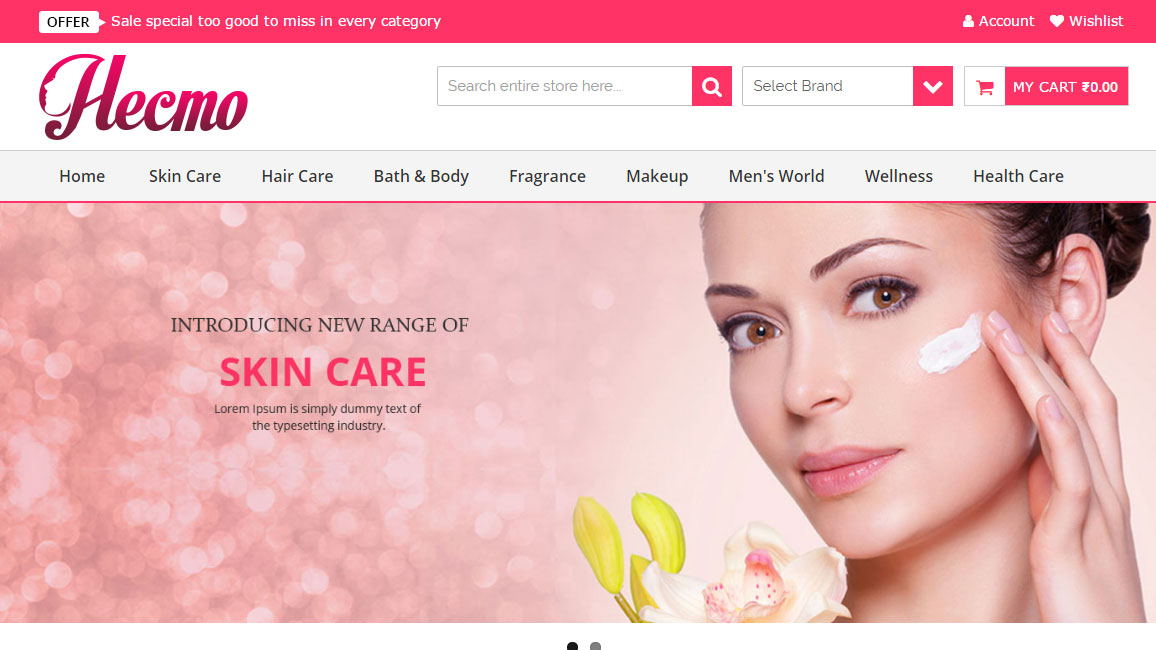 OFFER Sale special too good to miss in every category Account Wishlist
Hecmo
Search entire store here... Select Brand MY CART ₹0.00
Home Skin Care Hair Care Bath & Body Fragrance Makeup Men's World Wellness Health Care
INTRODUCING NEW RANGE OF
SKIN CARE
Lorem Ipsum is simply dummy text of
the typesetting industry.